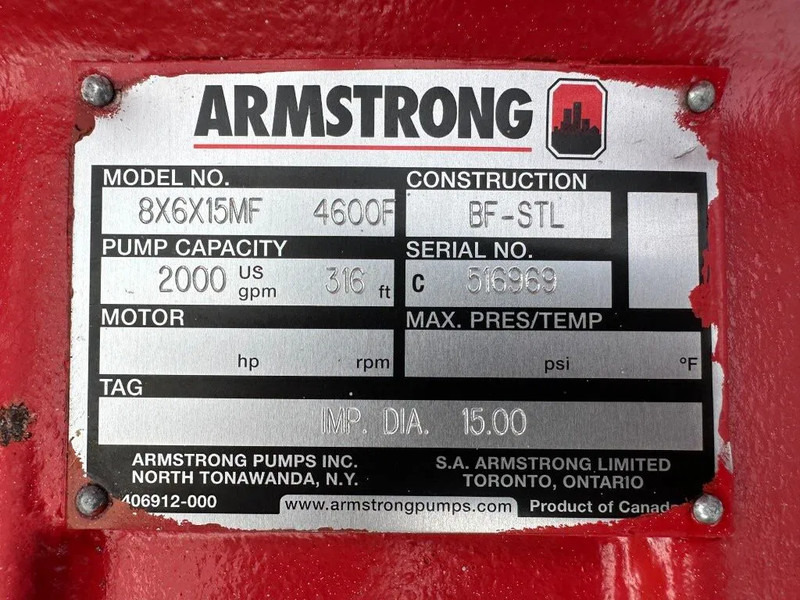 ARMSTRONG
MODEL NO. CONSTRUCTION
8X6X15MF 4600F BF-STL
PUMP CAPACITY SERIAL NO.
2000 US gpm 316 ft C 516969
MOTOR MAX. PRES/TEMP
hp rpm psi °F
TAG
IMP. DIA. 15.00
ARMSTRONG PUMPS INC. S.A. ARMSTRONG LIMITED
NORTH TONAWANDA, N.Y. TORONTO, ONTARIO
406912-000 www.armstrongpumps.com Product of Canad